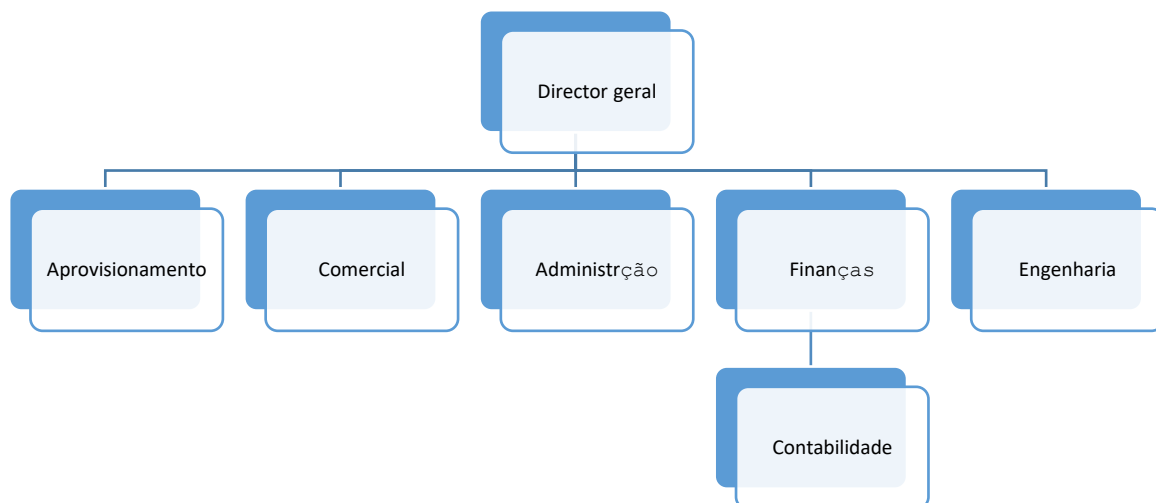 Director geral
Aprovisionamento
Comercial
Administrção
Finanças
Engenharia
Contabilidade